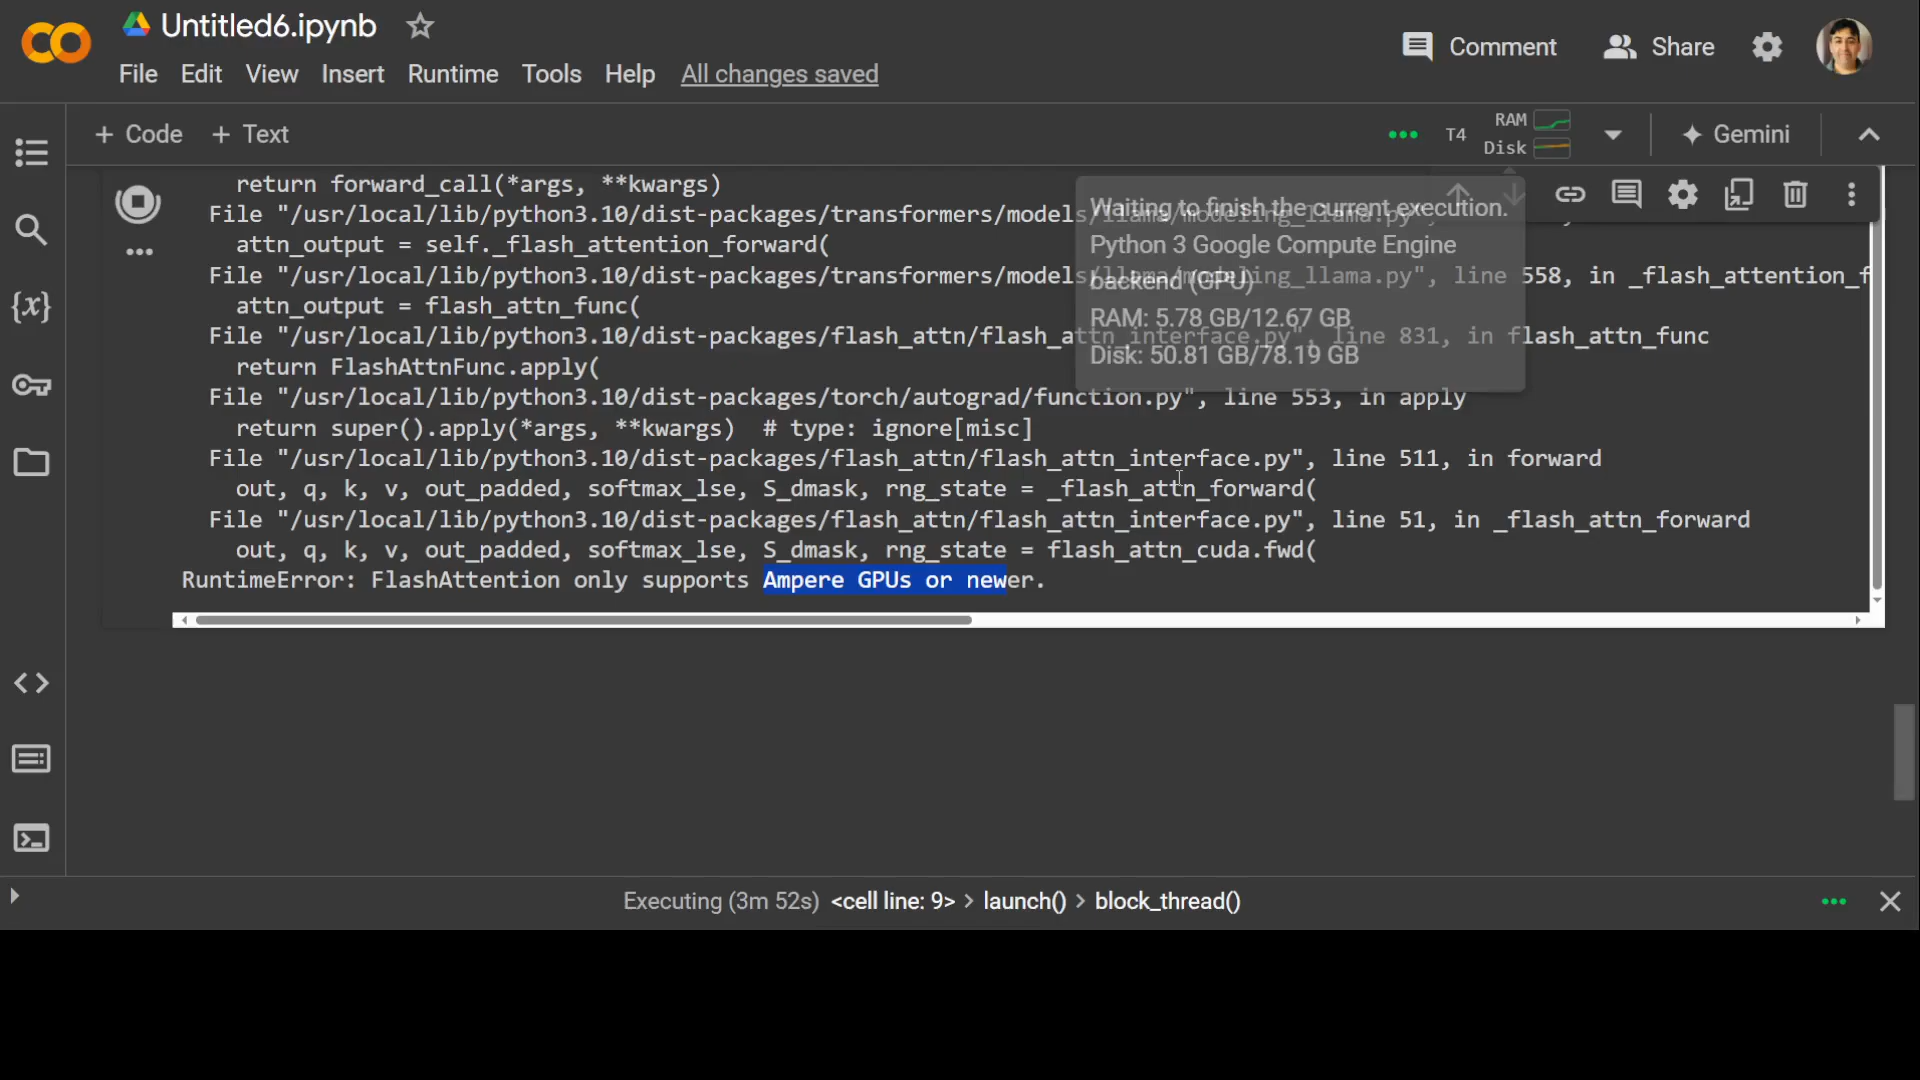 Untitled6.ipynb
Comment
Share
File Edit View Insert Runtime Tools Help All changes saved
+ Code + Text
T4
RAM
Disk
Gemini
return forward_call(*args, **kwargs)
File "/usr/local/lib/python3.10/dist-packages/transformers/models/llama/modeling_llama.py",
attn_output = self._flash_attention_forward(
File "/usr/local/lib/python3.10/dist-packages/transformers/models/llama/modeling_llama.py", line 558, in _flash_attention_f
attn_output = flash_attn_func(
File "/usr/local/lib/python3.10/dist-packages/flash_attn/flash_attn_interface.py", line 831, in flash_attn_func
return FlashAttnFunc.apply(
File "/usr/local/lib/python3.10/dist-packages/torch/autograd/function.py", line 553, in apply
return super().apply(*args, **kwargs)  # type: ignore[misc]
File "/usr/local/lib/python3.10/dist-packages/flash_attn/flash_attn_interface.py", line 511, in forward
out, q, k, v, out_padded, softmax_lse, S_dmask, rng_state = _flash_attn_forward(
File "/usr/local/lib/python3.10/dist-packages/flash_attn/flash_attn_interface.py", line 51, in _flash_attn_forward
out, q, k, v, out_padded, softmax_lse, S_dmask, rng_state = flash_attn_cuda.fwd(
RuntimeError: FlashAttention only supports Ampere GPUs or newer.
Waiting to finish the current execution.
Python 3 Google Compute Engine
backend (GPU)
RAM: 5.78 GB/12.67 GB
Disk: 50.81 GB/78.19 GB
Executing (3m 52s) <cell line: 9> > launch() > block_thread()